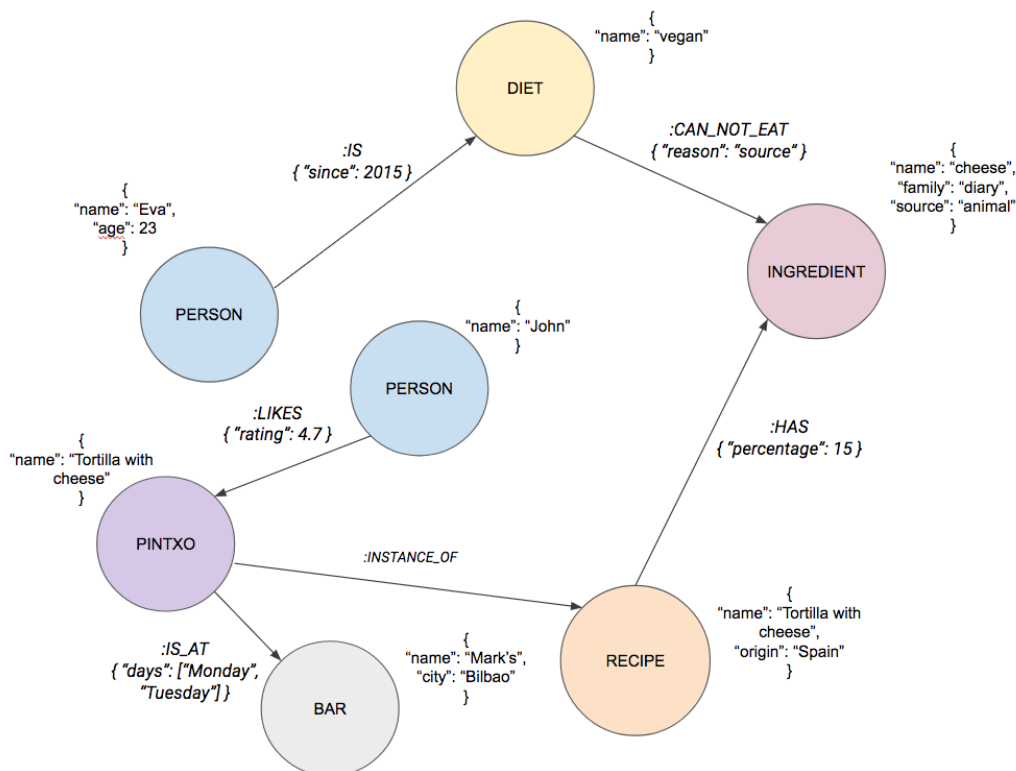 {
“name”: “vegan”
}
DIET
:CAN_NOT_EAT
{ “reason”: “source” }
:IS
{ “since”: 2015 }
{
“name”: “cheese”,
“family”: “diary”,
“source”: “animal”
}
{
“name”: “Eva”,
“age”: 23
}
INGREDIENT
PERSON
{
“name”: “John”
}
PERSON
:LIKES
{ “rating”: 4.7 }
:HAS
{ “percentage”: 15 }
{
“name”: “Tortilla with
cheese”
}
PINTXO
:INSTANCE_OF
{
“name”: “Tortilla with
cheese”,
“origin”: “Spain”
}
:IS_AT
{ “days”: [“Monday”,
“Tuesday”] }
{
“name”: “Mark’s”,
“city”: “Bilbao”
}
RECIPE
BAR